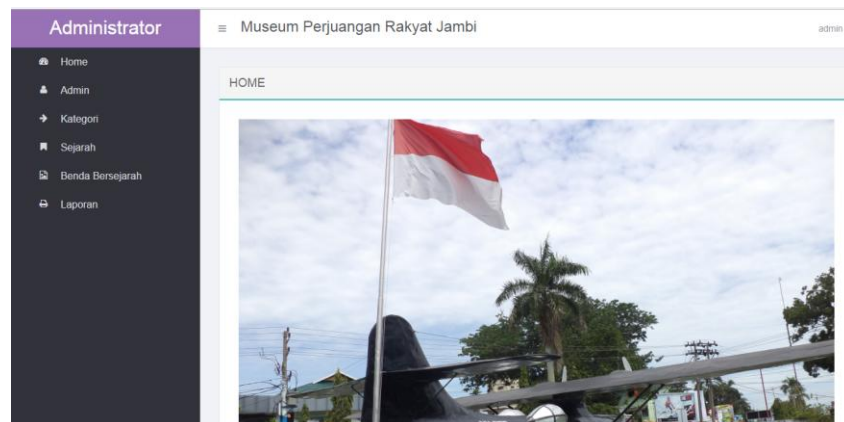 Administrator
Museum Perjuangan Rakyat Jambi
admin
Home
Admin
Kategori
Sejarah
Benda Bersejarah
Laporan
HOME